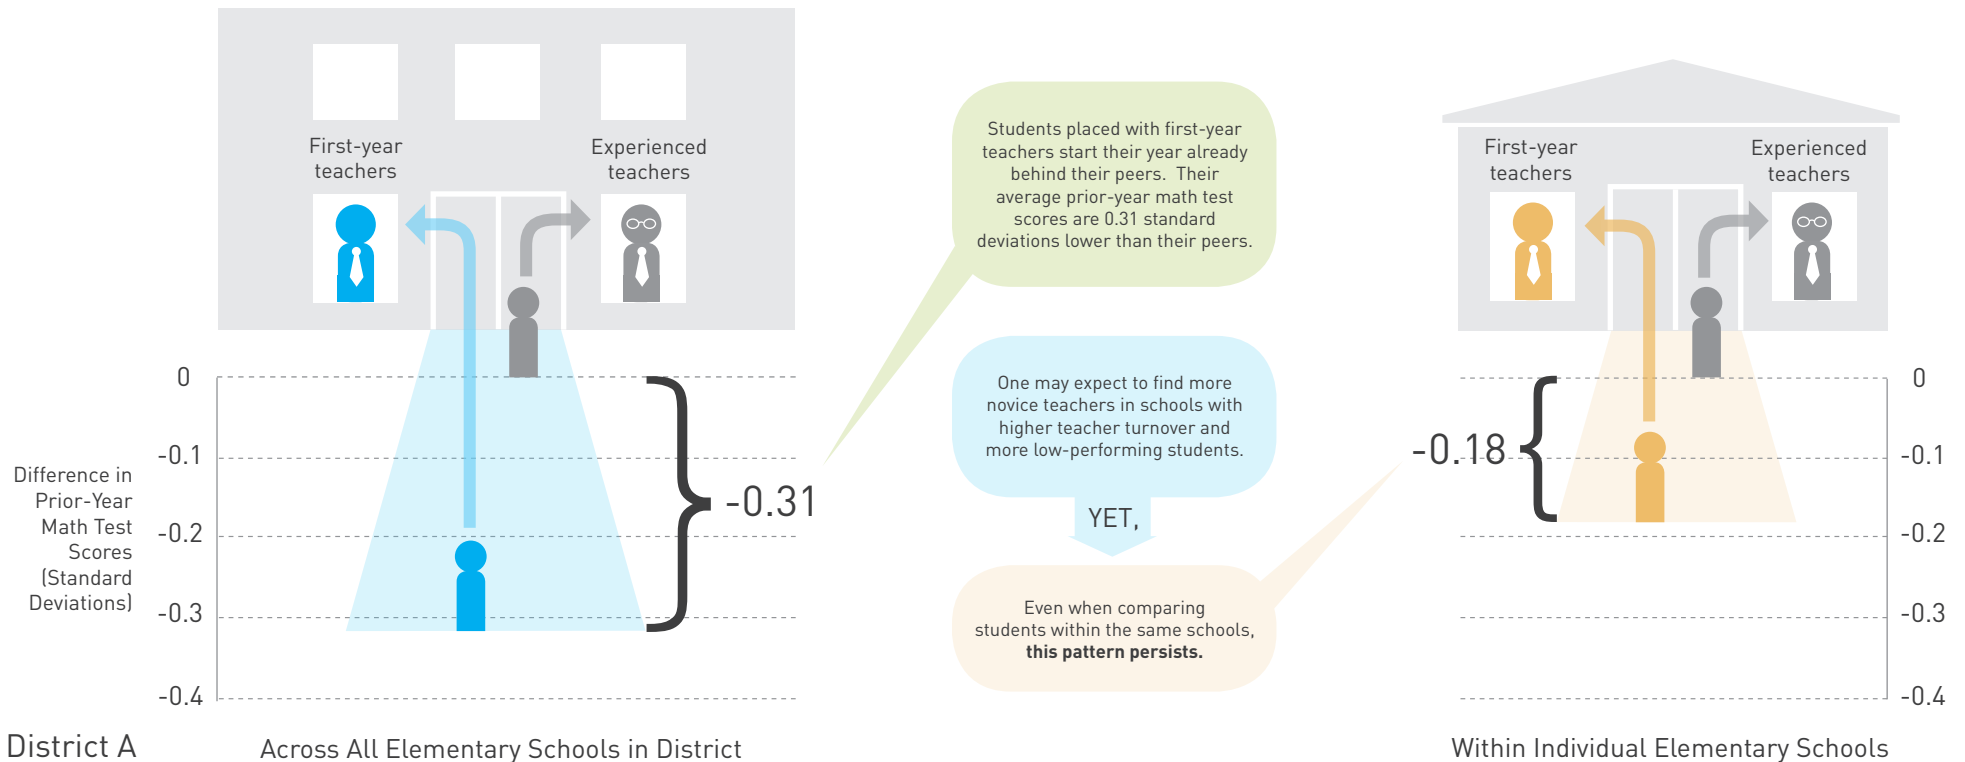 First-year
teachers
Experienced
teachers
0
-0.1
-0.2
-0.3
-0.4
Difference in
Prior-Year
Math Test
Scores
(Standard
Deviations)
-0.31
District A
Across All Elementary Schools in District
Students placed with first-year
teachers start their year already
behind their peers. Their
average prior-year math test
scores are 0.31 standard
deviations lower than their peers.
One may expect to find more
novice teachers in schools with
higher teacher turnover and
more low-performing students.
YET,
Even when comparing
students within the same schools,
this pattern persists.
First-year
teachers
Experienced
teachers
-0.18
0
-0.1
-0.2
-0.3
-0.4
Within Individual Elementary Schools